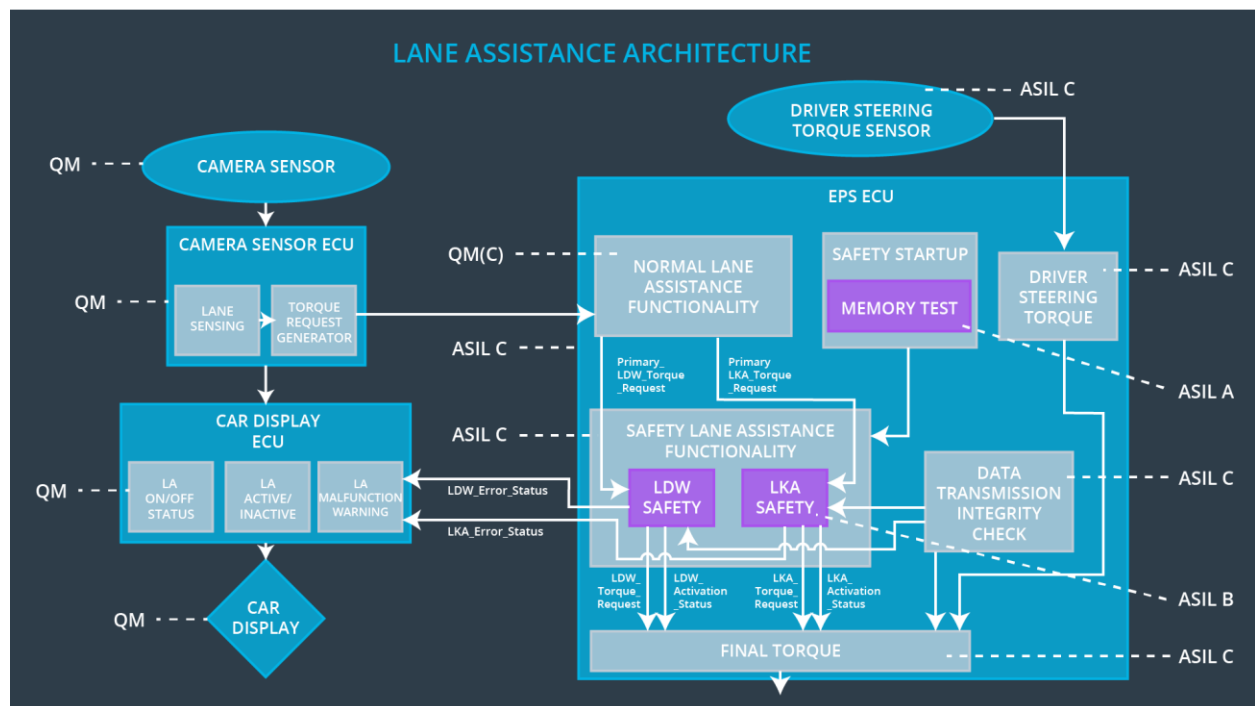 LANE ASSISTANCE ARCHITECTURE
ASIL C
DRIVER STEERING
TORQUE SENSOR
QM
CAMERA SENSOR
EPS ECU
CAMERA SENSOR ECU
QM(C)
NORMAL LANE
ASSISTANCE
FUNCTIONALITY
SAFETY STARTUP
MEMORY TEST
DRIVER
STEERING
TORQUE
ASIL C
QM
LANE
SENSING
TORQUE
REQUEST
GENERATOR
ASIL C
Primary_
LDW_Torque
_Request
Primary
LKA_Torque
_Request
ASIL A
CAR DISPLAY
ECU
ASIL C
SAFETY LANE ASSISTANCE
FUNCTIONALITY
QM
LA
ON/OFF
STATUS
LA
ACTIVE/
INACTIVE
LA
MALFUNCTION
WARNING
LDW_Error_Status
LKA_Error_Status
LDW
SAFETY
LKA
SAFETY
DATA
TRANSMISSION
INTEGRITY
CHECK
ASIL C
LDW_
Torque_
Request
LDW_
Activation
_Status
LKA_
Torque_
Request
LKA_
Activation
_Status
ASIL B
QM
CAR
DISPLAY
FINAL TORQUE
ASIL C